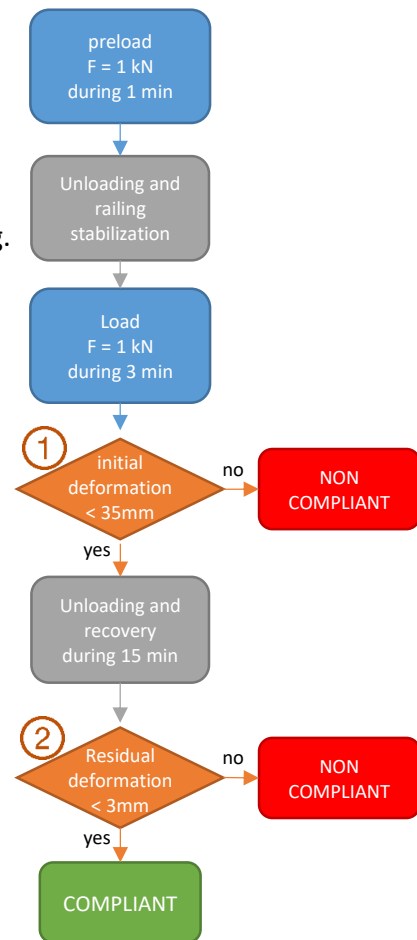 preload
F = 1 kN
during 1 min
Unloading and
railing
stabilization
g.
Load
F = 1 kN
during 3 min
1
initial
deformation
< 35mm
no
NON
COMPLIANT
yes
Unloading and
recovery
during 15 min
2
Residual
deformation
< 3mm
no
NON
COMPLIANT
yes
COMPLIANT